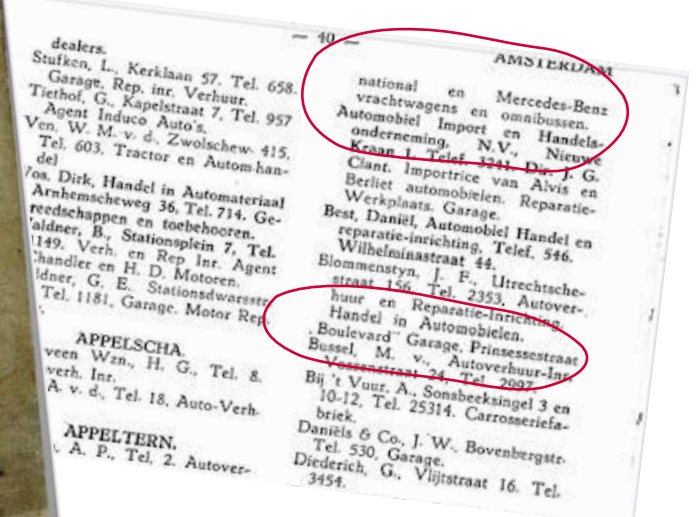 — 40 —
AMSTERDAM
dealers.
Stufken, L., Kerklaan 57. Tel. 658.
Garage, Rep. inr. Verhuur.
Tiethof, G., Kapelstraat 7, Tel. 957
Agent Induco Auto's.
Ven, W. M. v. d., Zwolschew. 415,
Tel. 603, Tractor en Autom-han-
del
Vos. Dirk, Handel in Automateriaal
Arnhemscheweg 36, Tel. 714. Ge-
reedschappen en toebehooren.
aldner, B., Stationsplein 7, Tel.
1149. Verh. en Rep Inr. Agent
handler en H. D. Motoren.
ldner, G. E. Stationsdwarsstr.
Tel. 1181, Garage. Motor Rep.
APPELSCHA.
veen Wzn., H. G., Tel. 8.
verh. Inr.
A. v. d., Tel. 18, Auto-Verh-
APPELTERN.
, A. P., Tel. 2. Autover-
national en Mercedes-Benz
vrachtwagens en omnibussen.
Automobiel Import en Handels-
onderneming, N.V., Nieuwe
Kraan 1, Telef. 3241. Dir. J. G.
Ciant. Importrice van Alvis en
Berliet automobielen. Reparatie-
Werkplaats. Garage.
Best, Daniël, Automobiel Handel en
reparatie-inrichting, Telef. 546.
Wilhelminastraat 44.
Blommenstyn, J. F., Utrechtsche-
straat 156, Tel. 2353, Autover-
huur en Reparatie-Inrichting.
Handel in Automobielen.
„Boulevard" Garage, Prinsessestraat
Bussel, M. v., Autoverhuur-Inr.
Vossenstraat 24, Tel. 2997.
Bij 't Vuur, A., Sonsbeeksingel 3 en
10-12, Tel. 25314. Carrosseriefa-
briek.
Daniëls & Co., J. W., Bovenbergstr.
Tel. 530, Garage.
Diederich, G., Vlijtstraat 16. Tel.
3454.